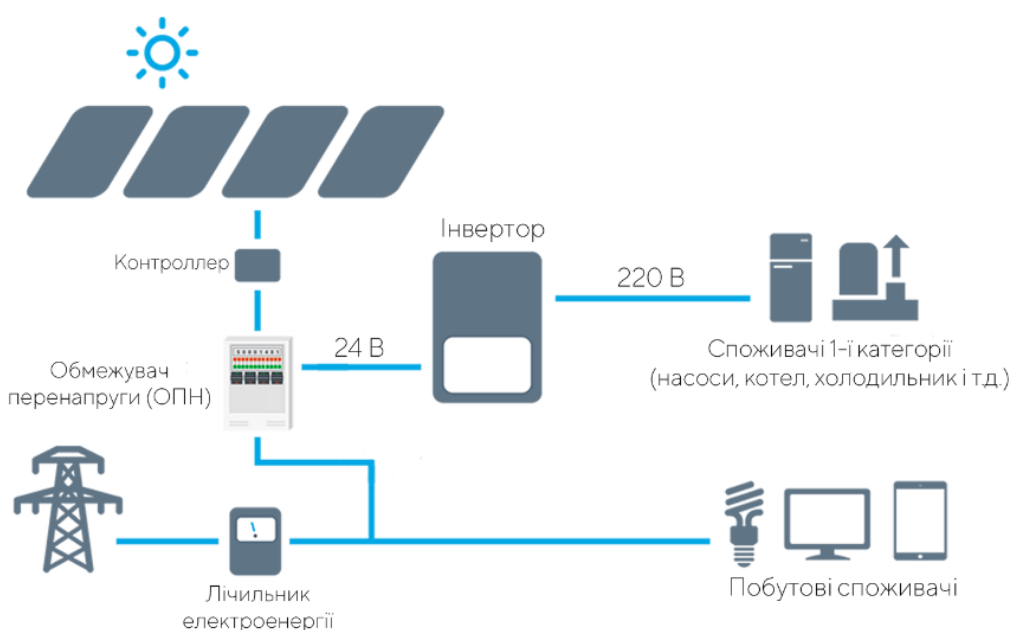 Інвертор
Контроллер
220 В
24 В
Обмежувач
перенапруги (ОПН)
Споживачі 1-ї категорії
(насоси, котел, холодильник і т.д.)
Лічильник
електроенергії
Побутові споживачі